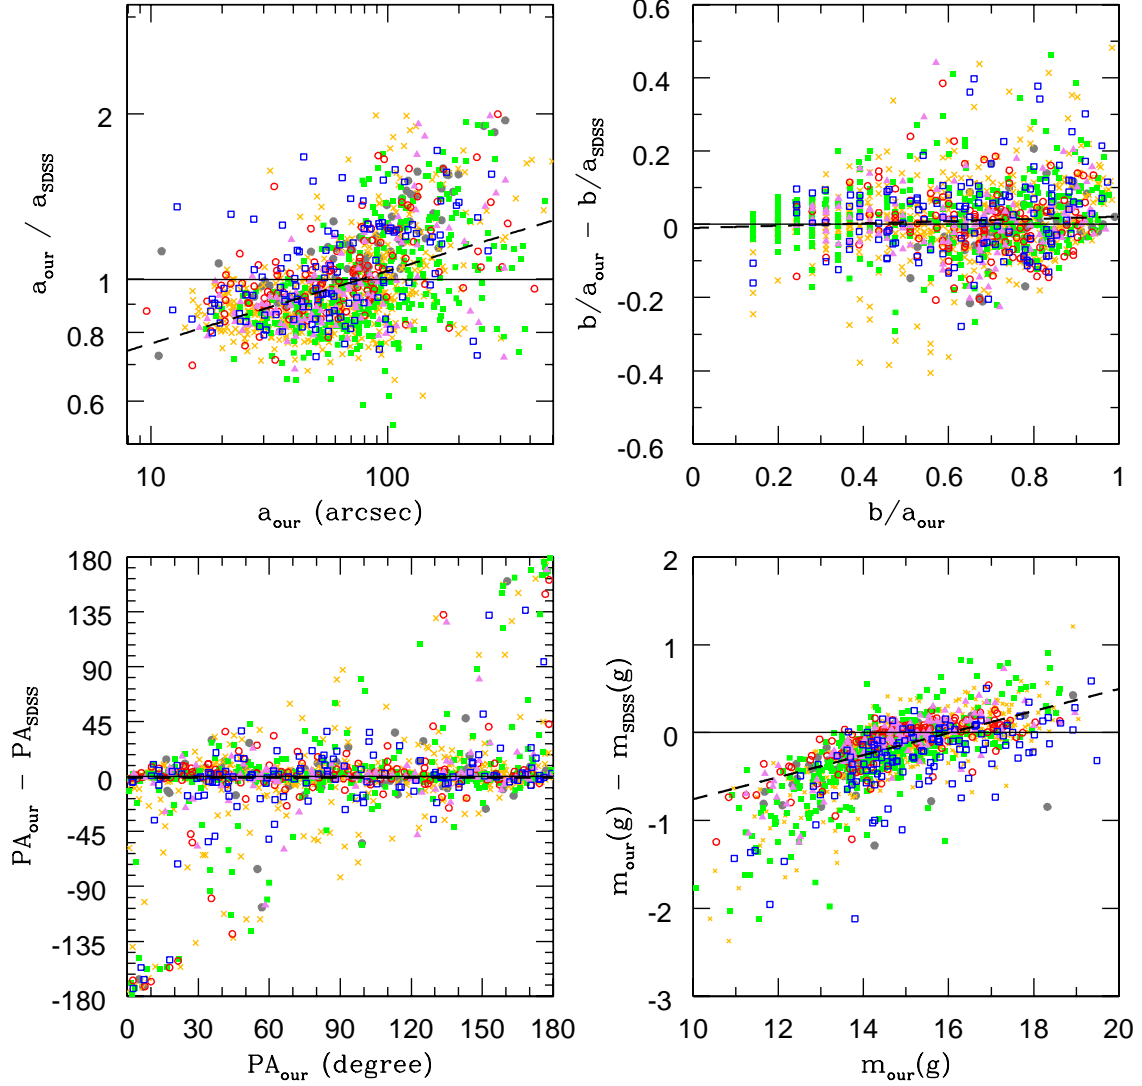 2
1
0.8
0.6
a_our / a_SDSS
10 100
a_our (arcsec)
0.6
0.4
0.2
0
-0.2
-0.4
-0.6
b/a_our − b/a_SDSS
0 0.2 0.4 0.6 0.8 1
b/a_our
180
135
90
45
0
-45
-90
-135
-180
PA_our − PA_SDSS
0 30 60 90 120 150 180
PA_our (degree)
2
1
0
-1
-2
-3
m_our(g) − m_SDSS(g)
10 12 14 16 18 20
m_our(g)